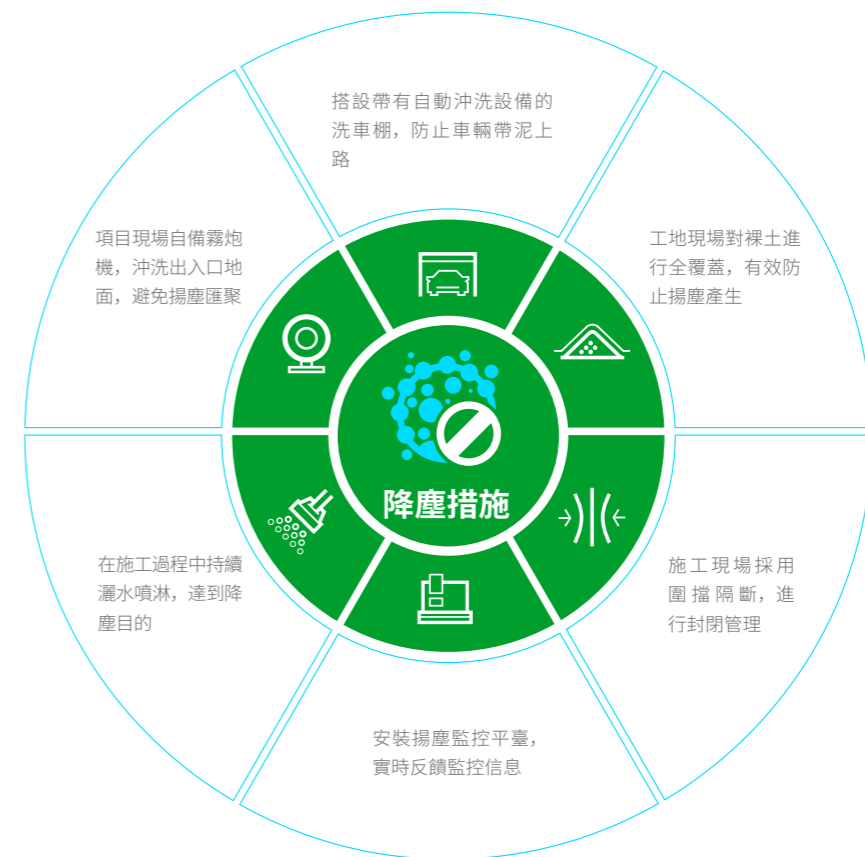 搭設帶有自動沖洗設備的
洗車棚，防止車輛帶泥上
路
項目現場自備霧炮
機，沖洗出入口地
面，避免揚塵匯聚
工地現場對裸土進
行全覆蓋，有效防
止揚塵產生
降塵措施
在施工過程中持續
灑水噴淋，達到降
塵目的
施工現場採用
圍擋隔斷，進
行封閉管理
安裝揚塵監控平臺，
實時反饋監控信息